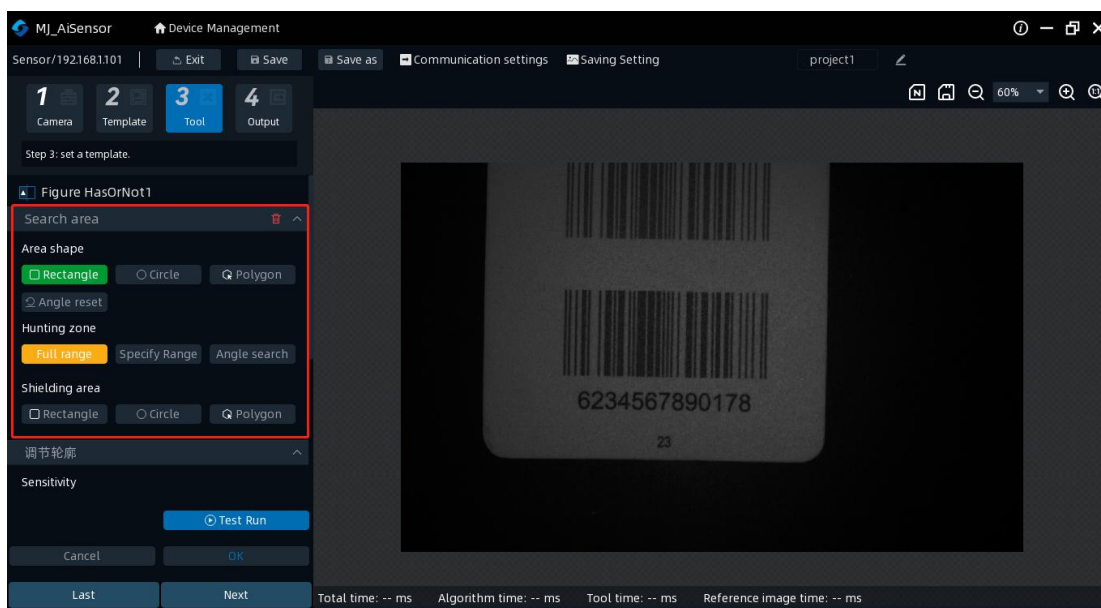 MJ_AiSensor Device Management
Sensor/192.168.1.101 Exit Save Save as Communication settings Saving Setting project1
1 2 3 4
N 60% 1:1
Camera Template Tool Output
Step 3: set a template.
Figure HasOrNot1
Search area
Area shape
Rectangle Circle Polygon
Angle reset
Hunting zone
Full range Specify Range Angle search
Shielding area
Rectangle Circle Polygon
调节轮廓
Sensitivity
Test Run
Cancel OK
Last Next
6234567890178
23
Total time: -- ms Algorithm time: -- ms Tool time: -- ms Reference image time: -- ms